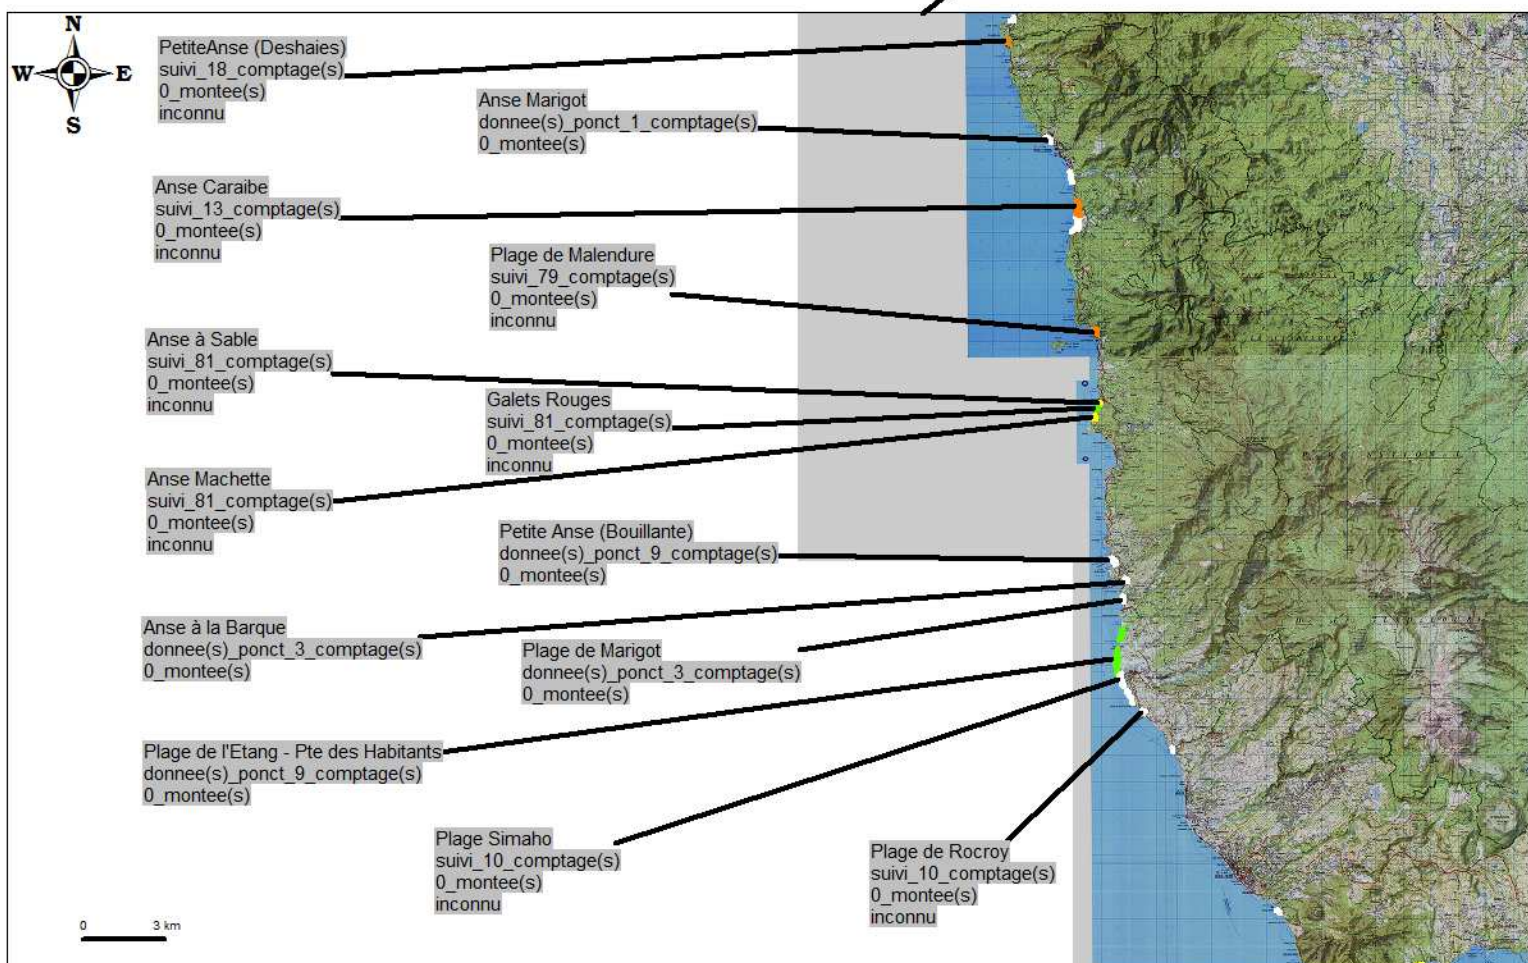 N
W
E
S
PetiteAnse (Deshaies)
suivi_18_comptage(s)
0_montee(s)
inconnu
Anse Marigot
donnee(s)_ponct_1_comptage(s)
0_montee(s)
Anse Caraibe
suivi_13_comptage(s)
0_montee(s)
inconnu
Plage de Malendure
suivi_79_comptage(s)
0_montee(s)
inconnu
Anse à Sable
suivi_81_comptage(s)
0_montee(s)
inconnu
Galets Rouges
suivi_81_comptage(s)
0_montee(s)
inconnu
Anse Machette
suivi_81_comptage(s)
0_montee(s)
inconnu
Petite Anse (Bouillante)
donnee(s)_ponct_9_comptage(s)
0_montee(s)
Anse à la Barque
donnee(s)_ponct_3_comptage(s)
0_montee(s)
Plage de Marigot
donnee(s)_ponct_3_comptage(s)
0_montee(s)
Plage de l'Etang - Pte des Habitants
donnee(s)_ponct_9_comptage(s)
0_montee(s)
Plage Simaho
suivi_10_comptage(s)
0_montee(s)
inconnu
Plage de Rocroy
suivi_10_comptage(s)
0_montee(s)
inconnu
0 3 km